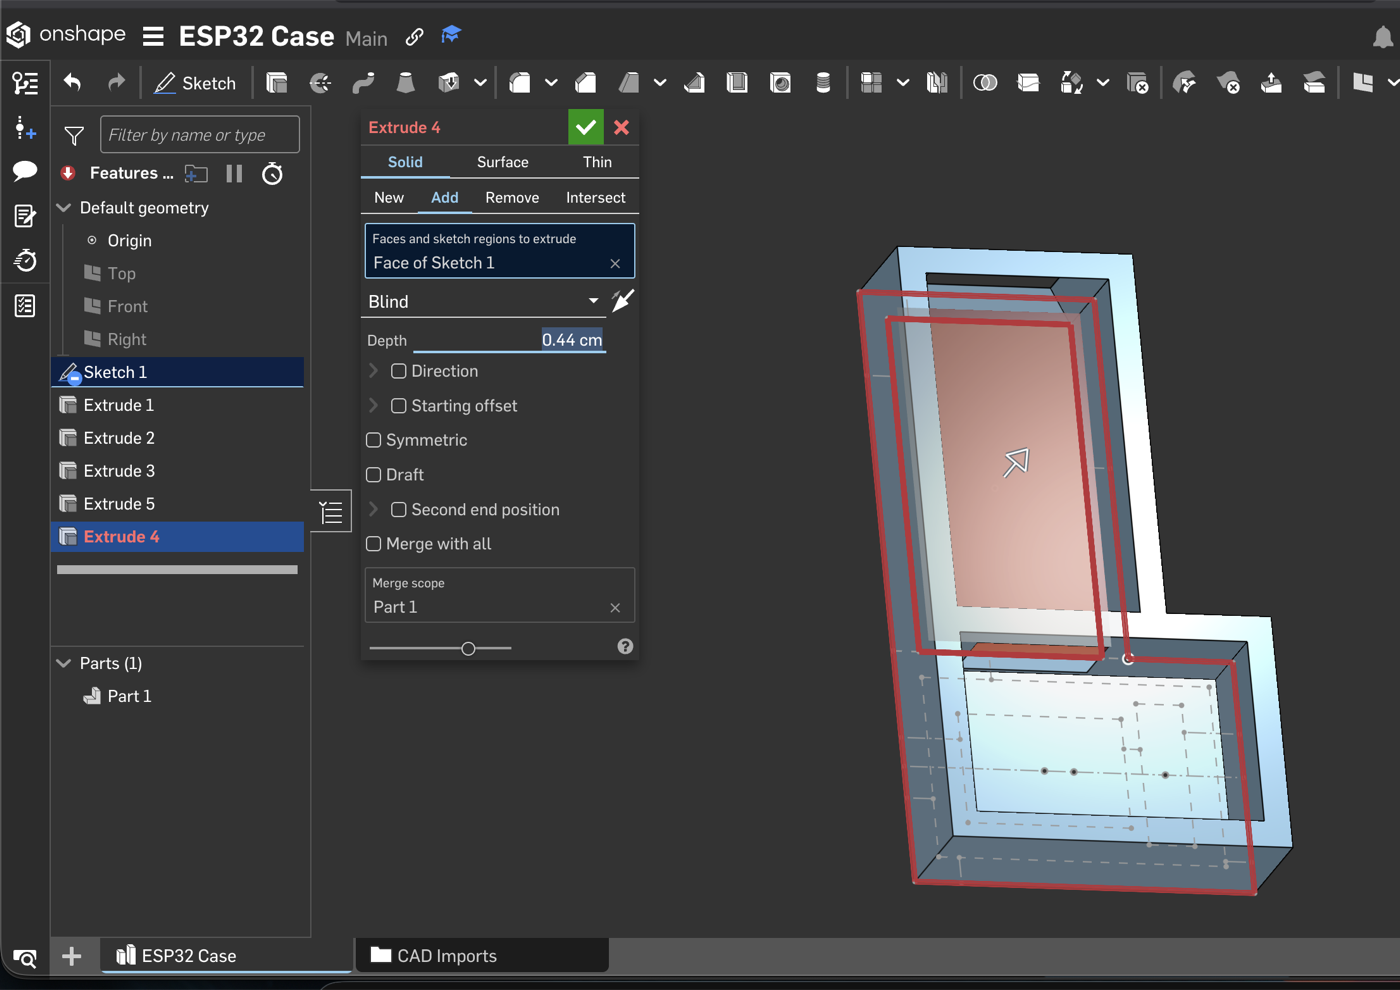 onshape
ESP32 Case
Main
Sketch
Filter by name or type
Features ...
Default geometry
Origin
Top
Front
Right
Sketch 1
Extrude 1
Extrude 2
Extrude 3
Extrude 5
Extrude 4
Parts (1)
Part 1
Extrude 4
Solid Surface Thin
New Add Remove Intersect
Faces and sketch regions to extrude
Face of Sketch 1
Blind
Depth 0.44 cm
Direction
Starting offset
Symmetric
Draft
Second end position
Merge with all
Merge scope
Part 1
ESP32 Case
CAD Imports